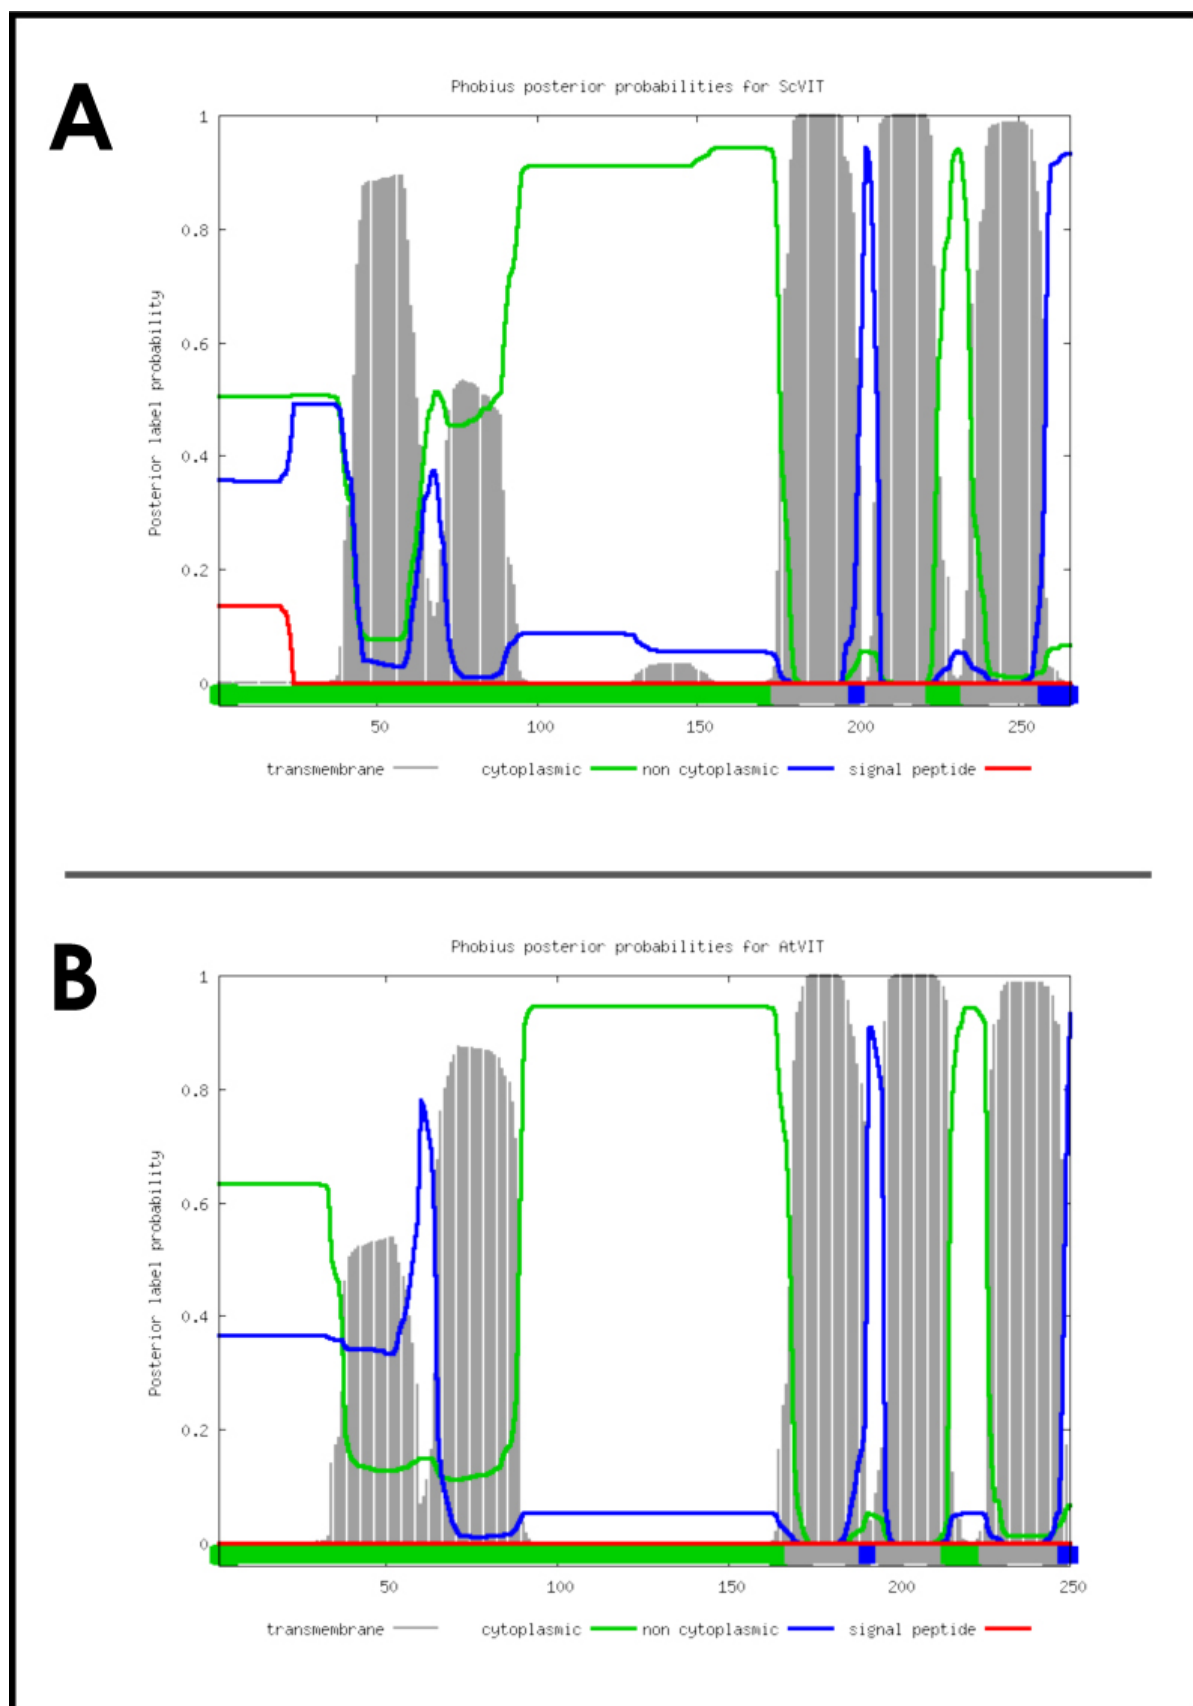 A
Phobius posterior probabilities for ScVIT
1
0.8
0.6
0.4
0.2
0
Posterior label probability
50 100 150 200 250
transmembrane cytoplasmic non cytoplasmic signal peptide
B
Phobius posterior probabilities for AtVIT
1
0.8
0.6
0.4
0.2
0
Posterior label probability
50 100 150 200 250
transmembrane cytoplasmic non cytoplasmic signal peptide